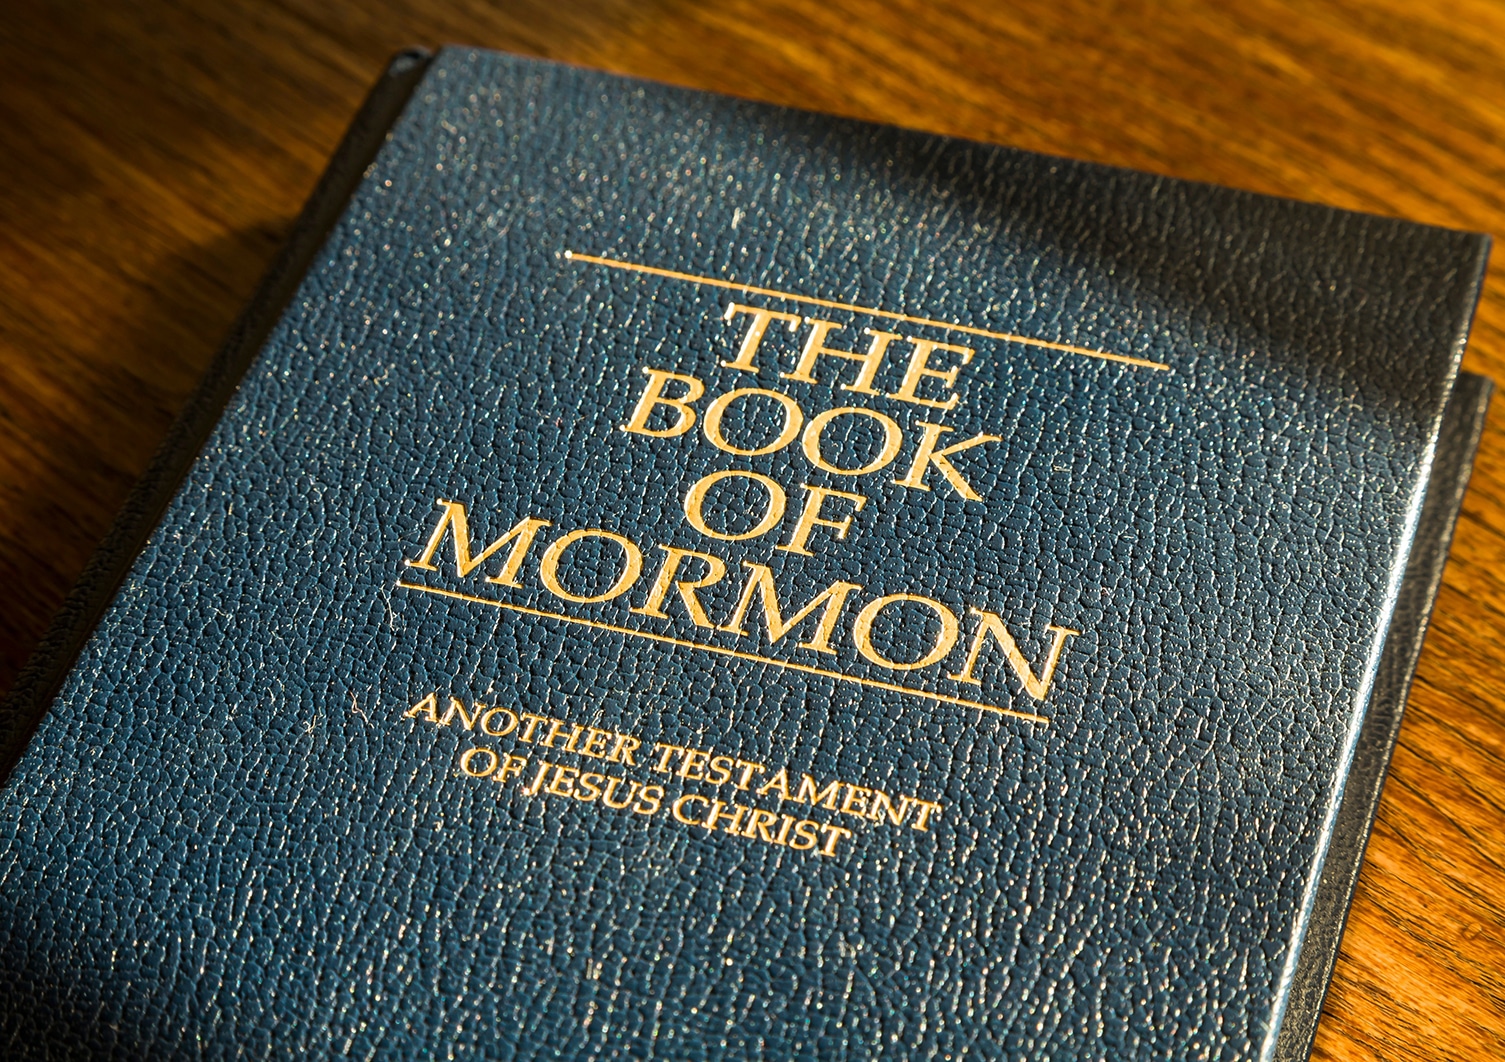 THE
BOOK
OF
MORMON
ANOTHER TESTAMENT
OF JESUS CHRIST